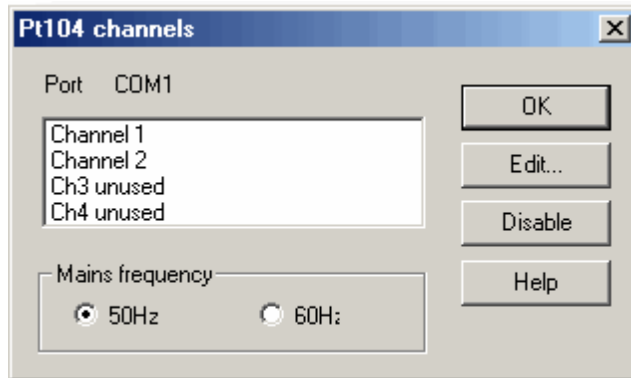 Pt104 channels
Port COM1
Channel 1
Channel 2
Ch3 unused
Ch4 unused
Mains frequency
50Hz 60Hz
OK
Edit...
Disable
Help